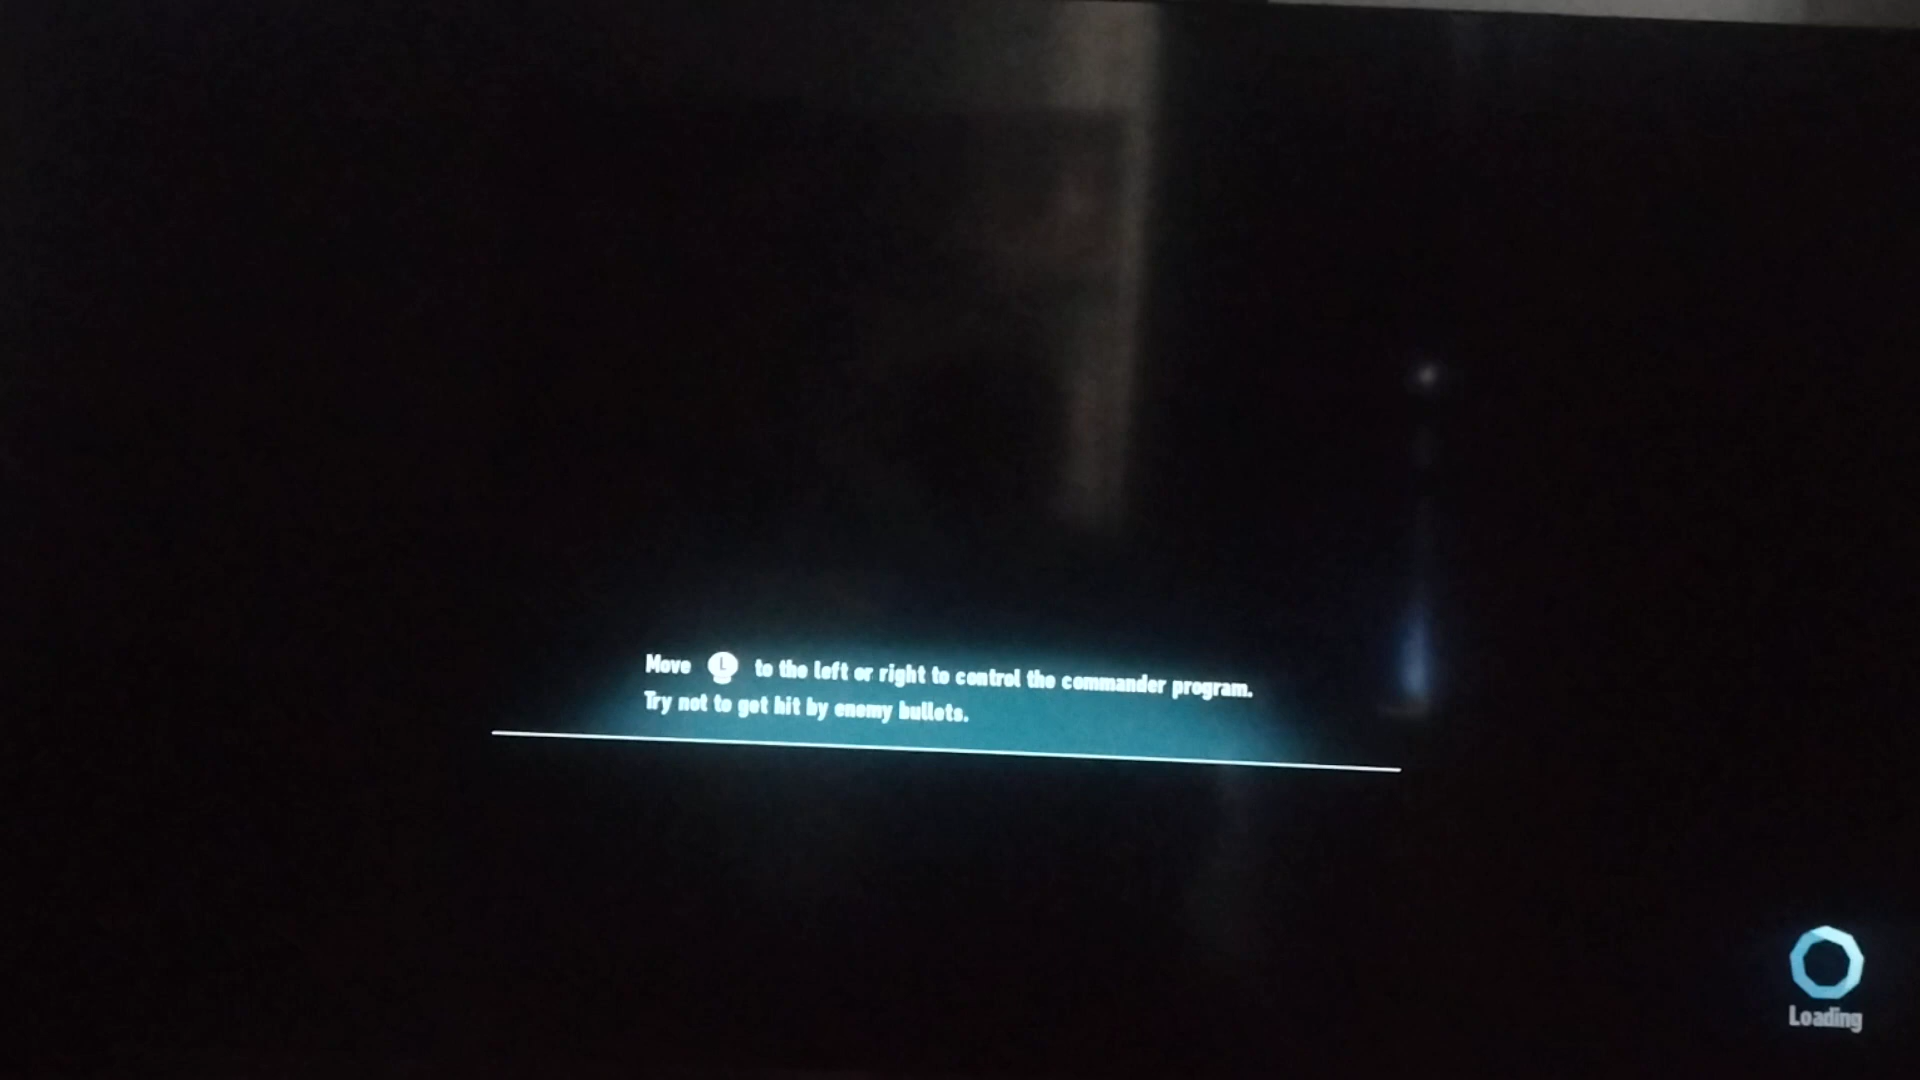 Move L to the left or right to control the commander program.
Try not to get hit by enemy bullets.
Loading